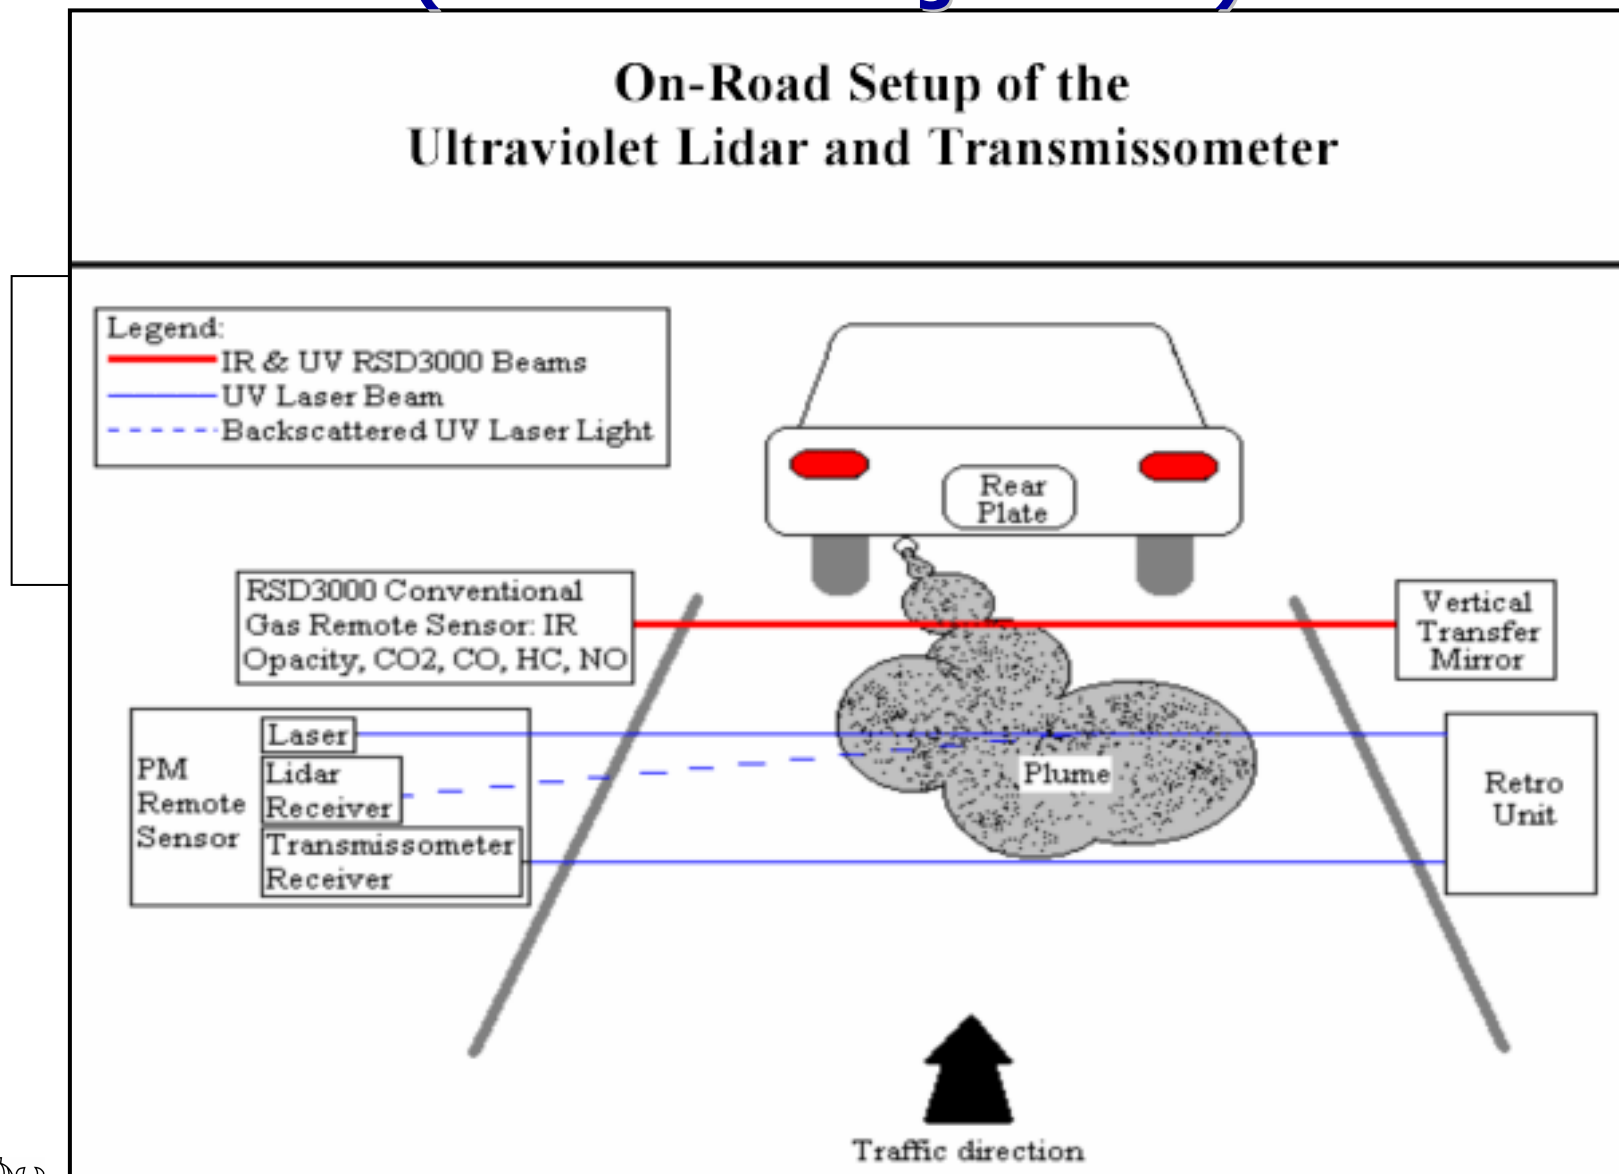 On-Road Setup of the
Ultraviolet Lidar and Transmissometer
Legend:
IR & UV RSD3000 Beams
UV Laser Beam
Backscattered UV Laser Light
Rear
Plate
RSD3000 Conventional
Gas Remote Sensor: IR
Opacity, CO2, CO, HC, NO
Vertical
Transfer
Mirror
PM
Remote
Sensor
Laser
Lidar
Receiver
Transmissometer
Receiver
Plume
Retro
Unit
Traffic direction